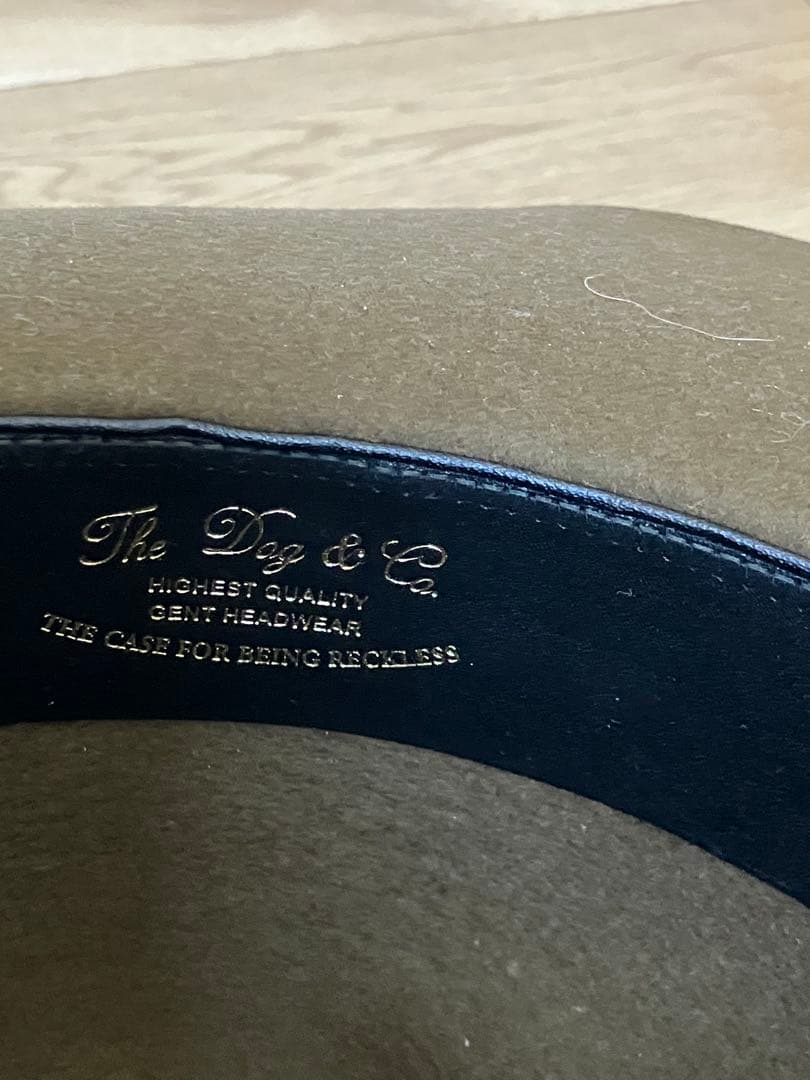 The Dog & Co.
HIGHEST QUALITY
GENT HEADWEAR
THE CASE FOR BEING RECKLESS